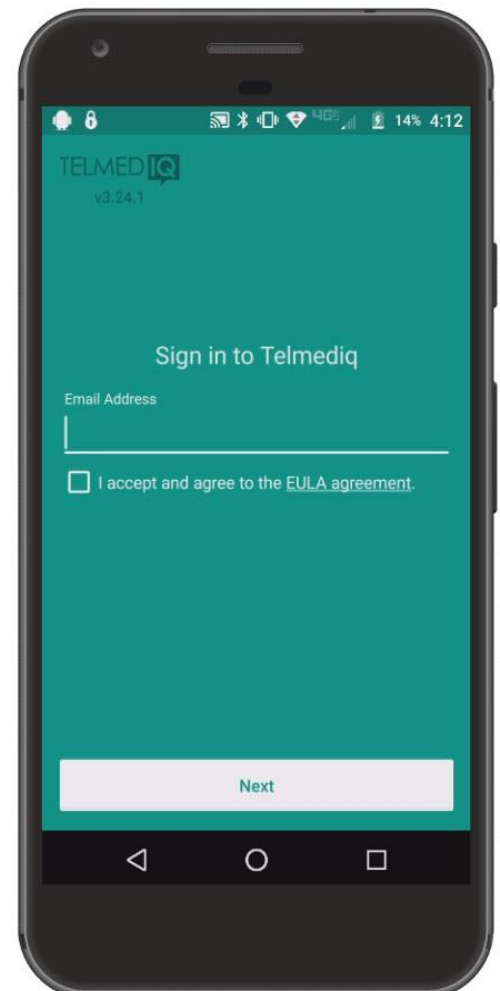 4G 14% 4:12
TELMEDIQ
v3.24.1
Sign in to Telmediq
Email Address
I accept and agree to the EULA agreement.
Next